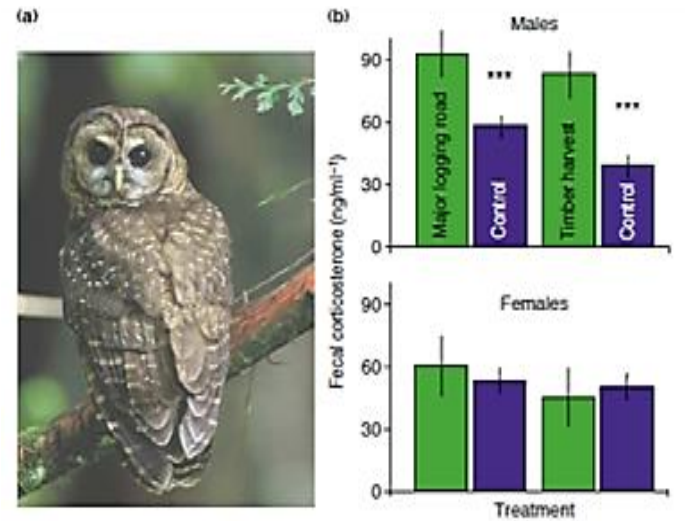 (a)
(b)
Males
Fecal corticosterone (ng/ml⁻¹)
90
60
30
0
Major logging road
***
Control
Timber harvest
***
Control
Females
90
60
30
0
Treatment